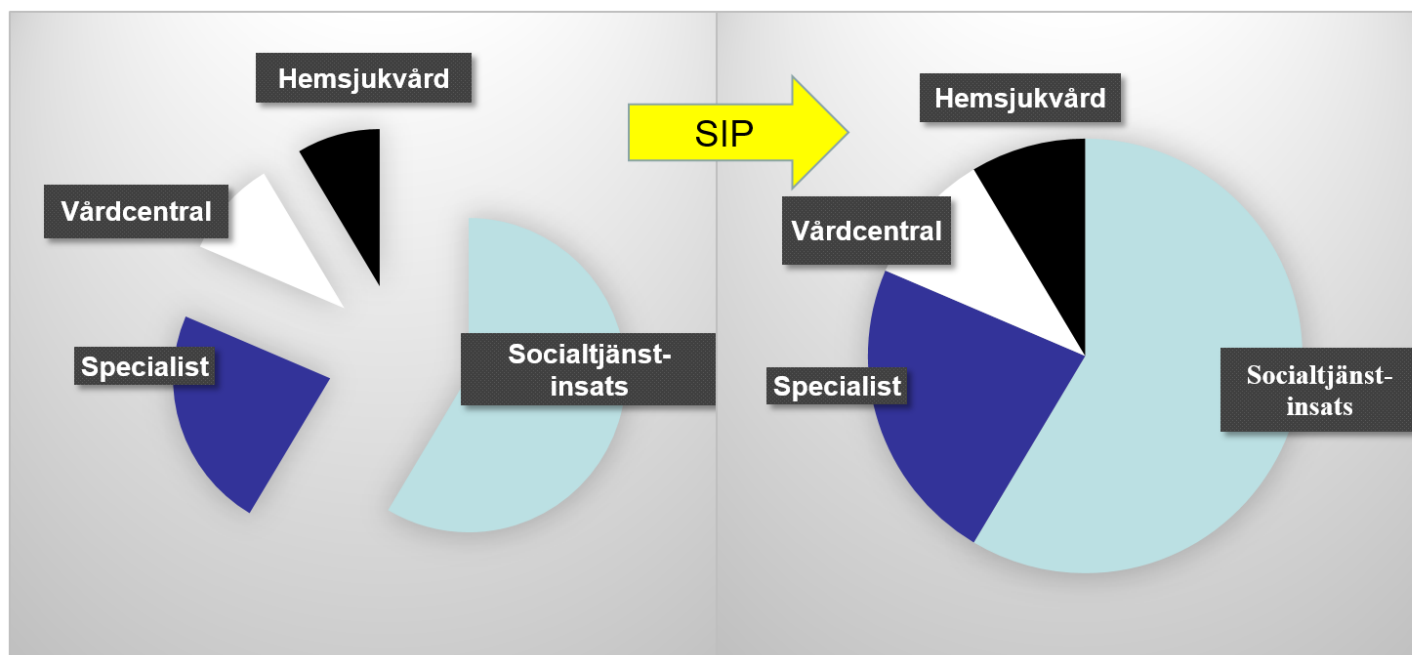 Hemsjukvård
Vårdcentral
Specialist
Socialtjänst-
insats
SIP
Hemsjukvård
Vårdcentral
Specialist
Socialtjänst-
insats